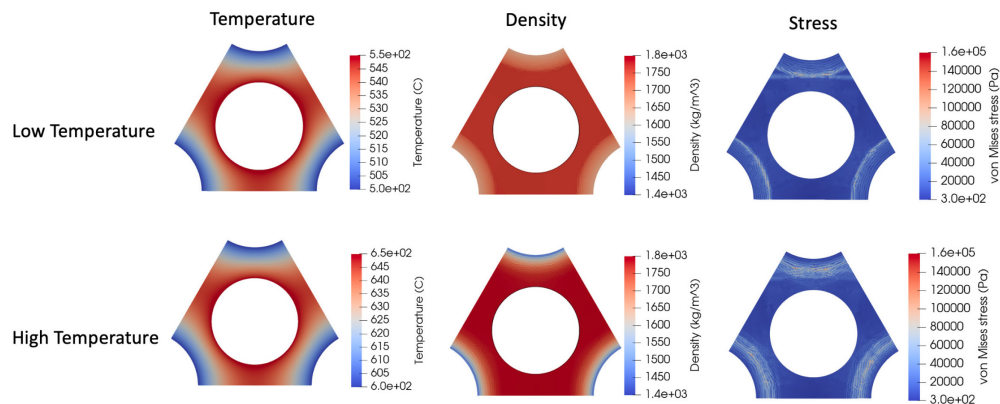 Temperature
Density
Stress
Low Temperature
5.5e+02
545
540
535
530
525
520
515
510
505
5.0e+02
Temperature (C)
1.8e+03
1750
1700
1650
1600
1550
1500
1450
1.4e+03
Density (kg/m^3)
1.6e+05
140000
120000
100000
80000
60000
40000
20000
3.0e+02
von Mises stress (Pa)
High Temperature
6.5e+02
645
640
635
630
625
620
615
610
605
6.0e+02
Temperature (C)
1.8e+03
1750
1700
1650
1600
1550
1500
1450
1.4e+03
Density (kg/m^3)
1.6e+05
140000
120000
100000
80000
60000
40000
20000
3.0e+02
von Mises stress (Pa)